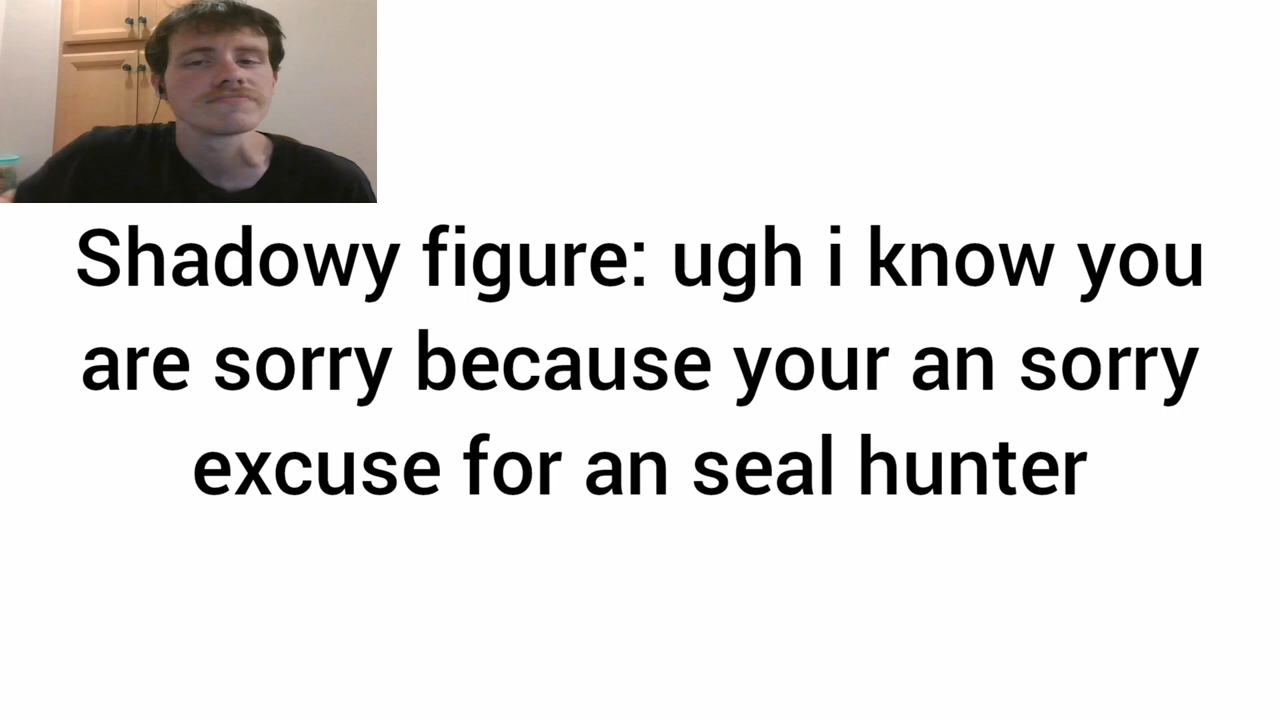 Shadowy figure: ugh i know you
are sorry because your an sorry
excuse for an seal hunter